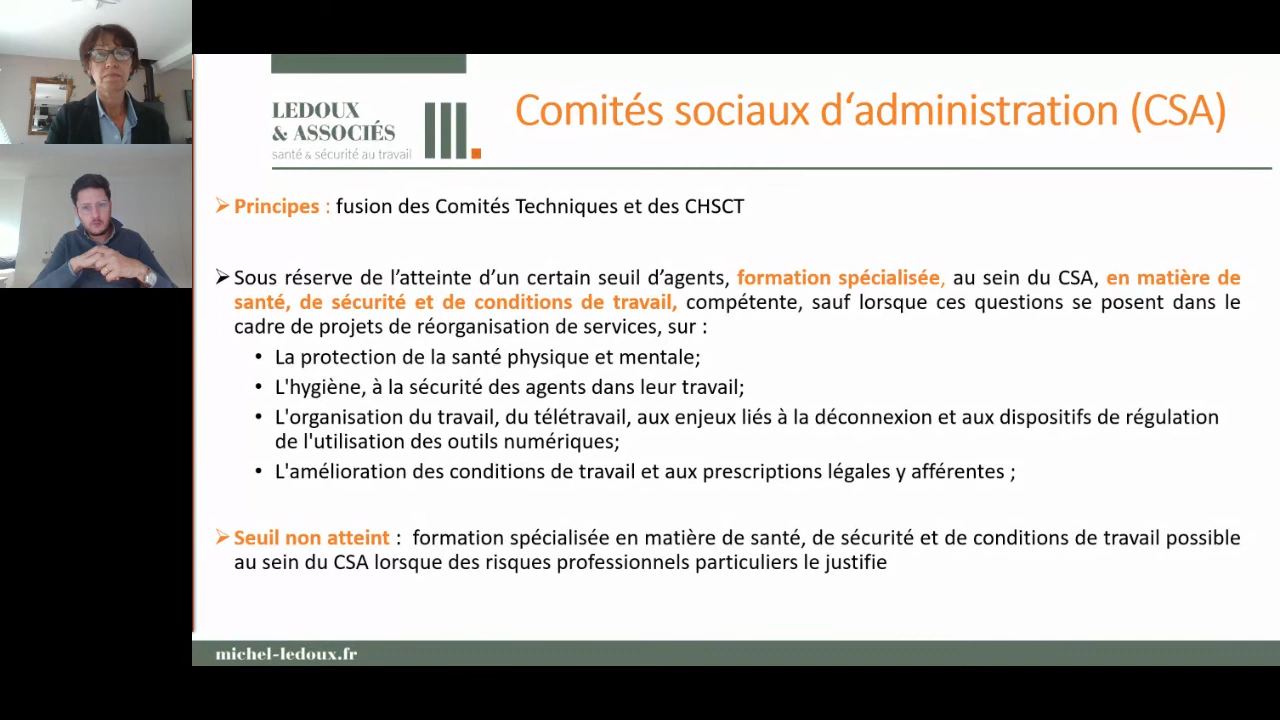 LEDOUX
& ASSOCIÉS
santé & sécurité au travail
Comités sociaux d‘administration (CSA)
Principes : fusion des Comités Techniques et des CHSCT
Sous réserve de l’atteinte d’un certain seuil d’agents, formation spécialisée, au sein du CSA, en matière de
santé, de sécurité et de conditions de travail, compétente, sauf lorsque ces questions se posent dans le
cadre de projets de réorganisation de services, sur :
• La protection de la santé physique et mentale;
• L'hygiène, à la sécurité des agents dans leur travail;
• L'organisation du travail, du télétravail, aux enjeux liés à la déconnexion et aux dispositifs de régulation
de l'utilisation des outils numériques;
• L'amélioration des conditions de travail et aux prescriptions légales y afférentes ;
Seuil non atteint : formation spécialisée en matière de santé, de sécurité et de conditions de travail possible
au sein du CSA lorsque des risques professionnels particuliers le justifie
michel-ledoux.fr